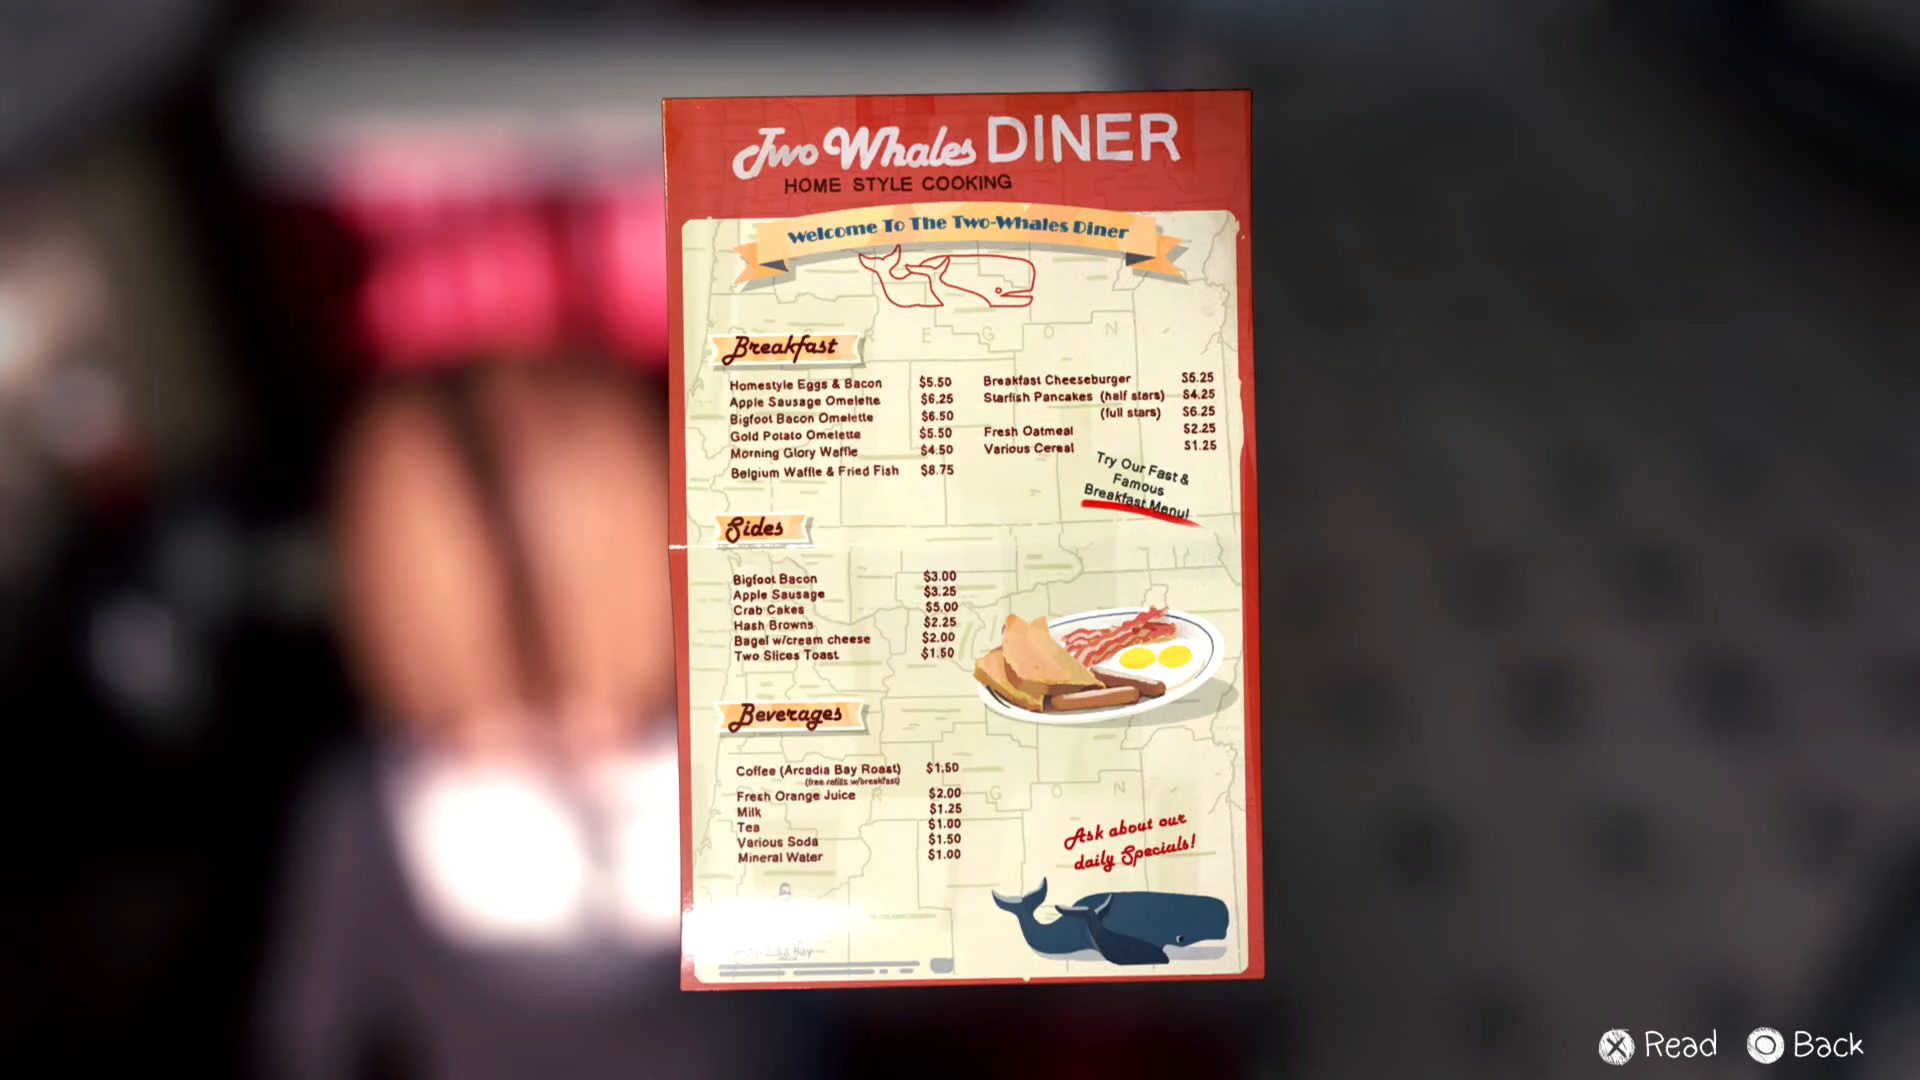 Two Whales DINER
HOME STYLE COOKING
Welcome To The Two-Whales Diner
E G O N
Breakfast
Homestyle Eggs & Bacon $5.50
Apple Sausage Omelette $6.25
Bigfoot Bacon Omelette $6.50
Gold Potato Omelette $5.50
Morning Glory Waffle $4.50
Belgium Waffle & Fried Fish $8.75
Breakfast Cheeseburger $5.25
Starfish Pancakes (half stars) $4.25
(full stars) $6.25
Fresh Oatmeal $2.25
Various Cereal $1.25
Try Our Fast &
Famous
Breakfast Menu!
Sides
Bigfoot Bacon $3.00
Apple Sausage $3.25
Crab Cakes $5.00
Hash Browns $2.25
Bagel w/cream cheese $2.00
Two Slices Toast $1.50
Beverages
Coffee (Arcadia Bay Roast) $1.50
(free refills w/breakfast)
Fresh Orange Juice $2.00
Milk $1.25
Tea $1.00
Various Soda $1.50
Mineral Water $1.00
G O N
Ask about our
daily Specials!
Arcadia Bay
Read
Back